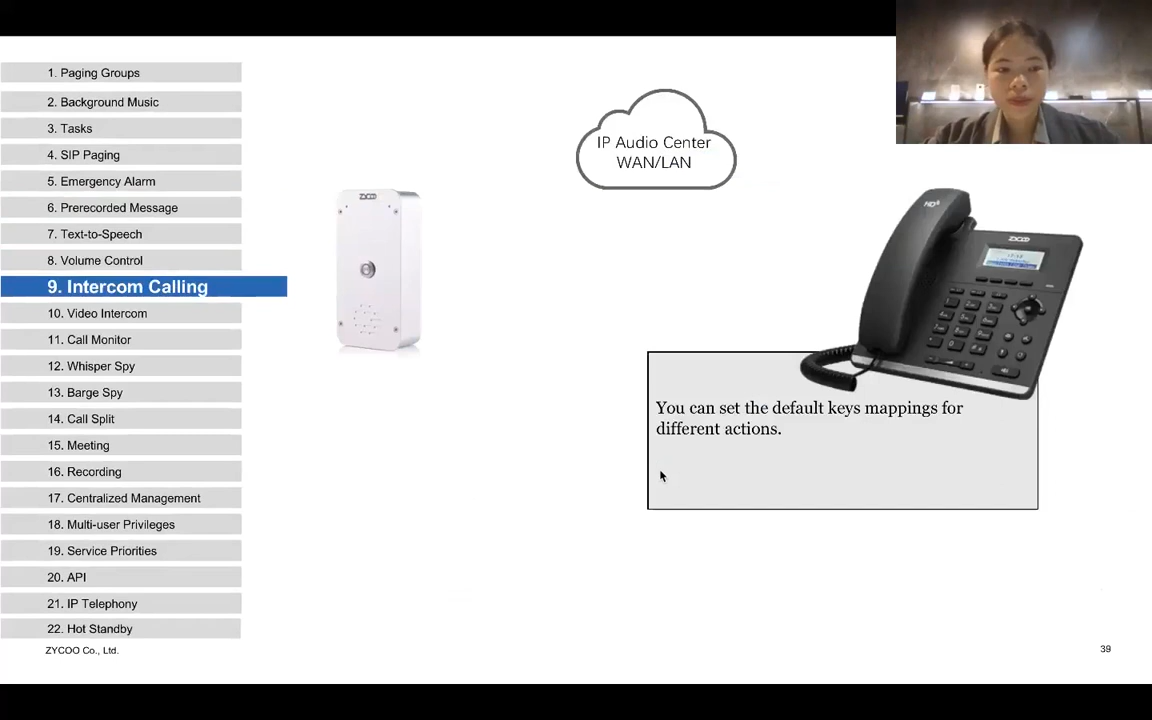 1. Paging Groups
2. Background Music
3. Tasks
4. SIP Paging
5. Emergency Alarm
6. Prerecorded Message
7. Text-to-Speech
8. Volume Control
9. Intercom Calling
10. Video Intercom
11. Call Monitor
12. Whisper Spy
13. Barge Spy
14. Call Split
15. Meeting
16. Recording
17. Centralized Management
18. Multi-user Privileges
19. Service Priorities
20. API
21. IP Telephony
22. Hot Standby
ZYCOO Co., Ltd.
ZYCOO
IP Audio Center
WAN/LAN
HD
ZYCOO
You can set the default keys mappings for
different actions.
39